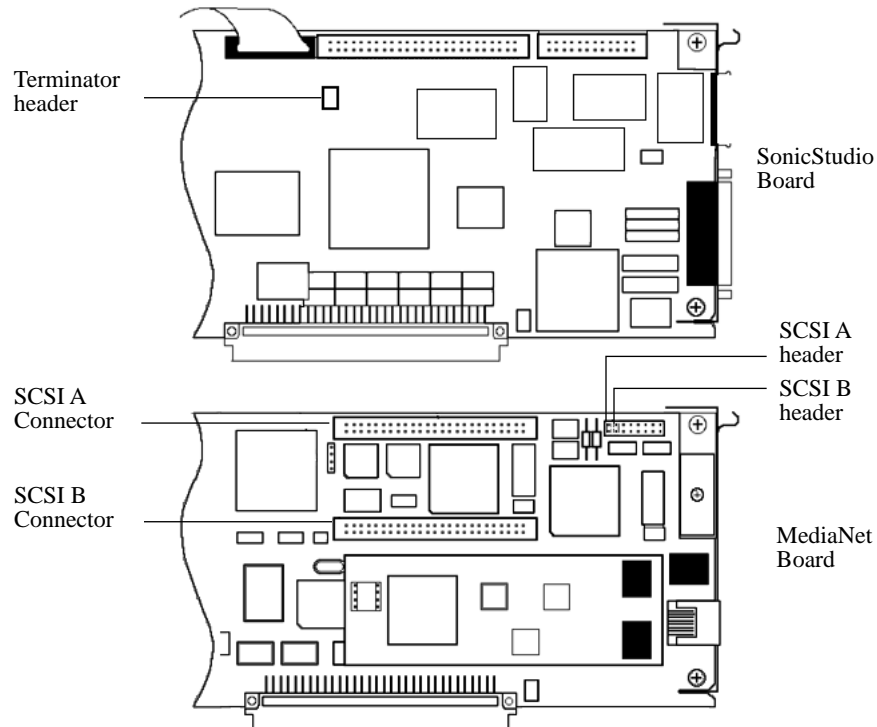 Terminator
header
SonicStudio
Board
SCSI A
header
SCSI B
header
SCSI A
Connector
SCSI B
Connector
MediaNet
Board